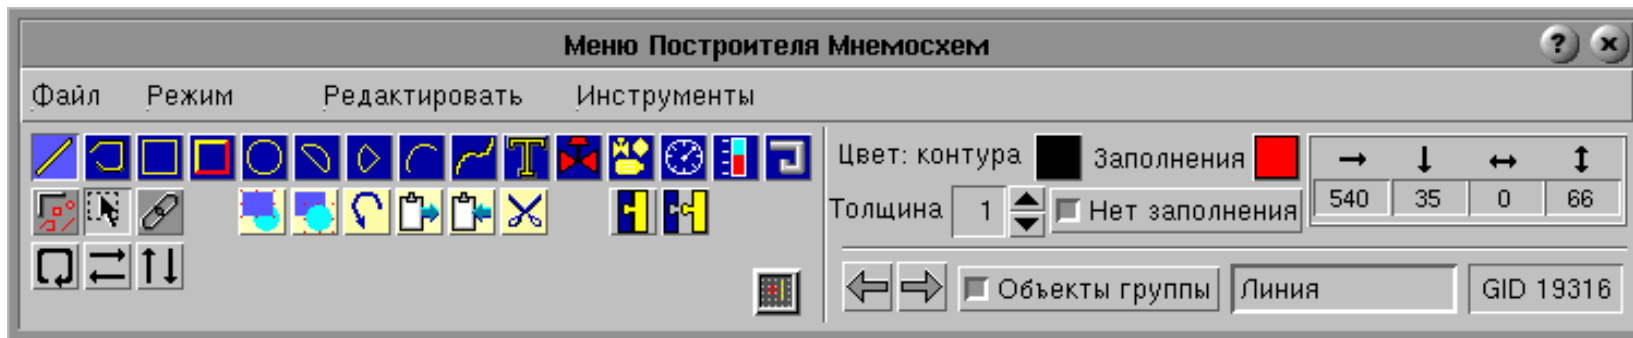 Меню Построителя Мнемосхем
Файл Режим Редактировать Инструменты
Цвет: контура Заполнения
Толщина 1 Нет заполнения
540 35 0 66
Объекты группы Линия GID 19316